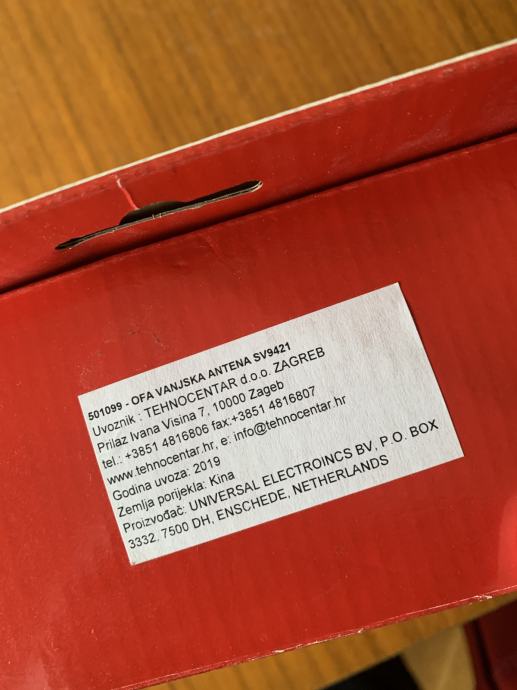 501099 - OFA VANJSKA ANTENA SV9421
Uvoznik : TEHNOCENTAR d.o.o. ZAGREB
Prilaz Ivana Visina 7, 10000 Zageb
tel.: +3851 4816806 fax:+3851 4816807
www.tehnocentar.hr, e: info@tehnocentar.hr
Godina uvoza: 2019
Zemlja porijekla: Kina
Proizvođač: UNIVERSAL ELECTROINCS BV, P.O. BOX
3332, 7500 DH, ENSCHEDE, NETHERLANDS